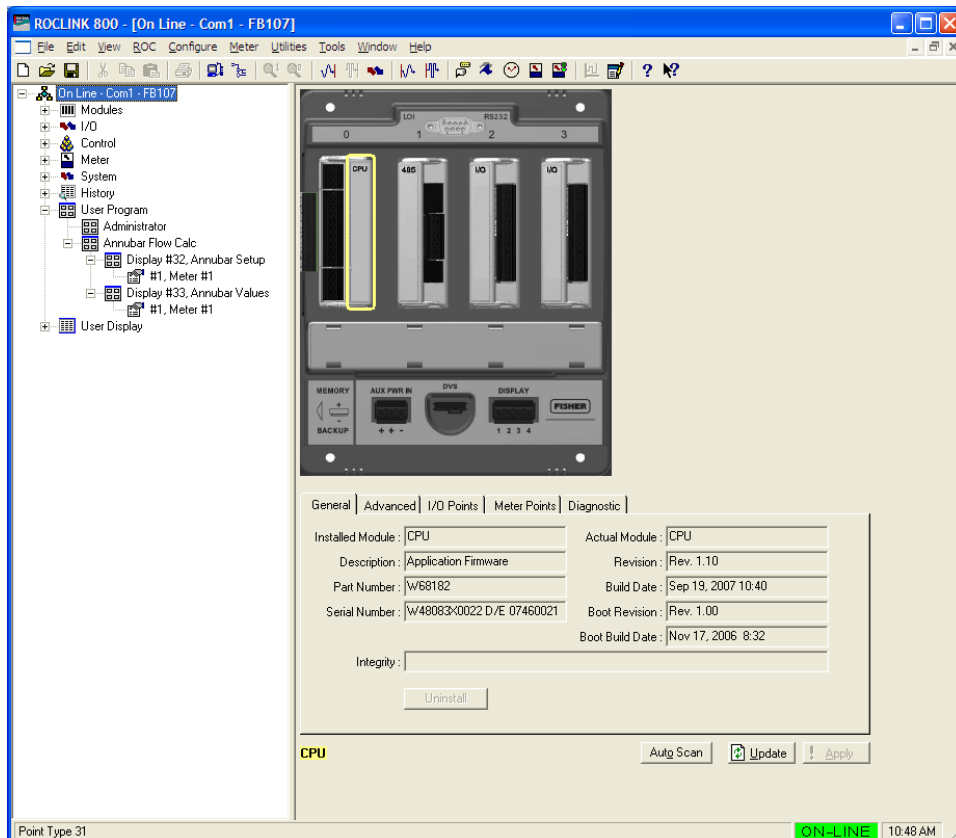 ROCLINK 800 - [On Line - Com1 - FB107]
File Edit View ROC Configure Meter Utilities Tools Window Help
On Line - Com1 - FB107
Modules
I/O
Control
Meter
System
History
User Program
Administrator
Annubar Flow Calc
Display #32, Annubar Setup
#1, Meter #1
Display #33, Annubar Values
#1, Meter #1
User Display
LOI RS232
0 1 2 3
CPU 485 I/O I/O
MEMORY AUX PWR IN DVS DISPLAY
FISHER
BACKUP + + - 1 2 3 4
General Advanced I/O Points Meter Points Diagnostic
Installed Module : CPU Actual Module : CPU
Description : Application Firmware Revision : Rev. 1.10
Part Number : W68182 Build Date : Sep 19, 2007 10:40
Serial Number : W48083X0022 D/E 07460021 Boot Revision : Rev. 1.00
Boot Build Date : Nov 17, 2006 8:32
Integrity :
Uninstall
CPU Auto Scan Update Apply
Point Type 31 ON-LINE 10:48 AM